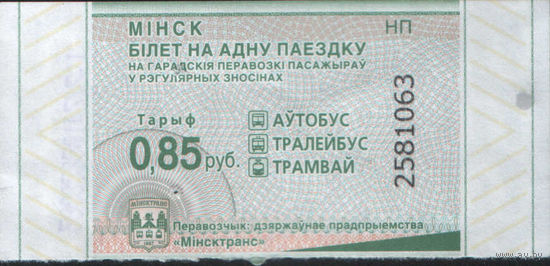 МІНСК
НП
БІЛЕТ НА АДНУ ПАЕЗДКУ
НА ГАРАДСКІЯ ПЕРАВОЗКІ ПАСАЖЫРАЎ
У РЭГУЛЯРНЫХ ЗНОСІНАХ
Тарыф
0,85 руб.
АЎТОБУС
ТРАЛЕЙБУС
ТРАМВАЙ
2581063
МІНСКТРАНС
Перавозчык: дзяржаўнае прадпрыемства
«Мінсктранс»